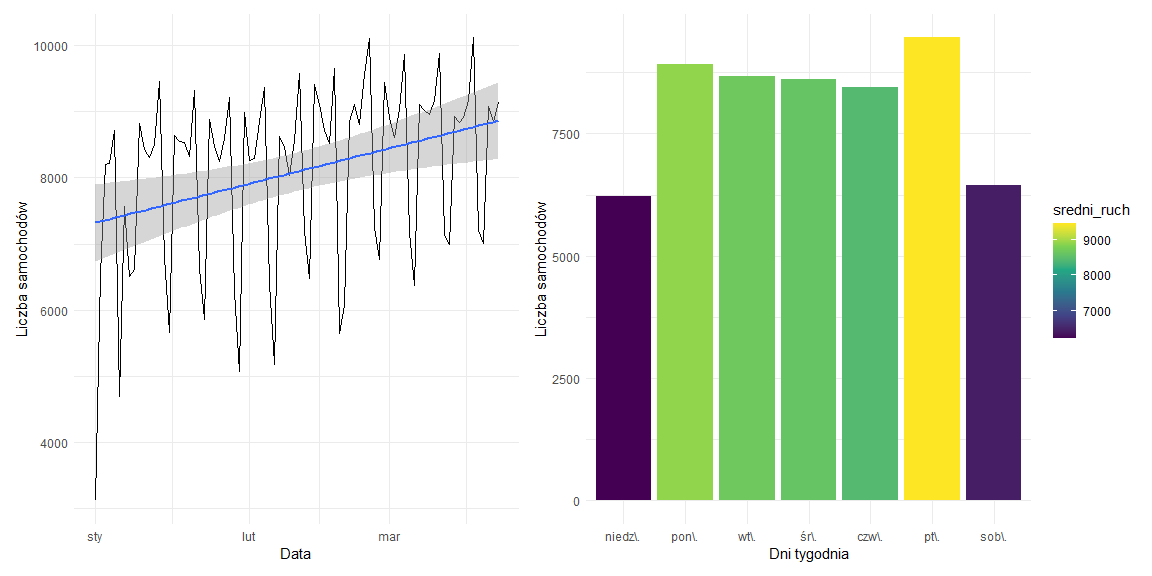 10000
8000
6000
4000
Liczba samochodów
sty
lut
mar
Data
7500
5000
2500
0
Liczba samochodów
niedz\.
pon\.
wt\.
śr\.
czw\.
pt\.
sob\.
Dni tygodnia
sredni_ruch
9000
8000
7000